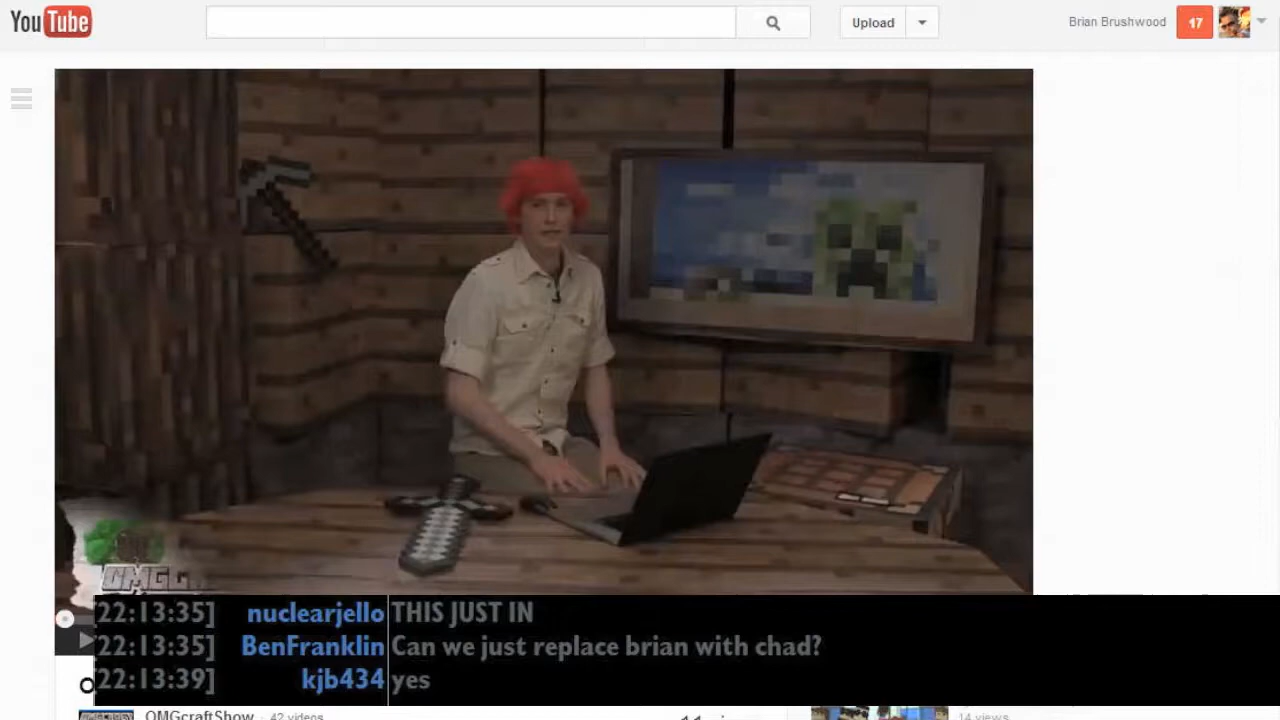 YouTube
Upload
Brian Brushwood
17
OMGCR
[22:13:35] nuclearjello THIS JUST IN
[22:13:35] BenFranklin Can we just replace brian with chad?
[22:13:39] kjb434 yes
OMGcraftShow · 42 videos
14 views